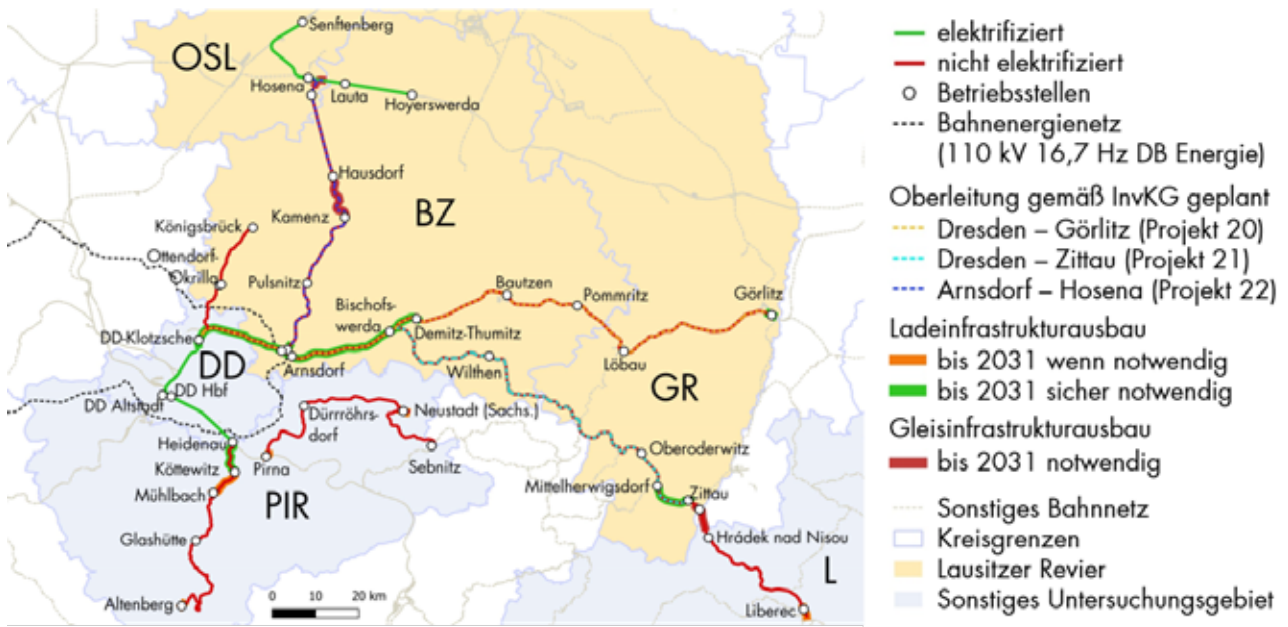 Senftenberg
OSL
Hosena
Lauta
Hoyerswerda
Hausdorf
BZ
Kamenz
Königsbrück
Ottendorf-
Okrilla
Pulsnitz
Bischofs-
werda
Bautzen
Pommritz
Görlitz
DD-Klotzsche
Demitz-Thumitz
DD
Arnsdorf
Wilthen
Löbau
GR
DD Hbf
DD Altstadt
Dürrröhrs-
dorf
Neustadt (Sachs.)
Heidenau
Pirna
Sebnitz
Oberoderwitz
Köttewitz
Mühlbach
PIR
Mittelherwigsdorf
Zittau
Glashütte
Hrádek nad Nisou
L
Altenberg
0 10 20 km
Liberec
elektrifiziert
nicht elektrifiziert
Betriebsstellen
Bahnenergienetz
(110 kV 16,7 Hz DB Energie)
Oberleitung gemäß InvKG geplant
Dresden – Görlitz (Projekt 20)
Dresden – Zittau (Projekt 21)
Arnsdorf – Hosena (Projekt 22)
Ladeinfrastrukturausbau
bis 2031 wenn notwendig
bis 2031 sicher notwendig
Gleisinfrastrukturausbau
bis 2031 notwendig
Sonstiges Bahnnetz
Kreisgrenzen
Lausitzer Revier
Sonstiges Untersuchungsgebiet